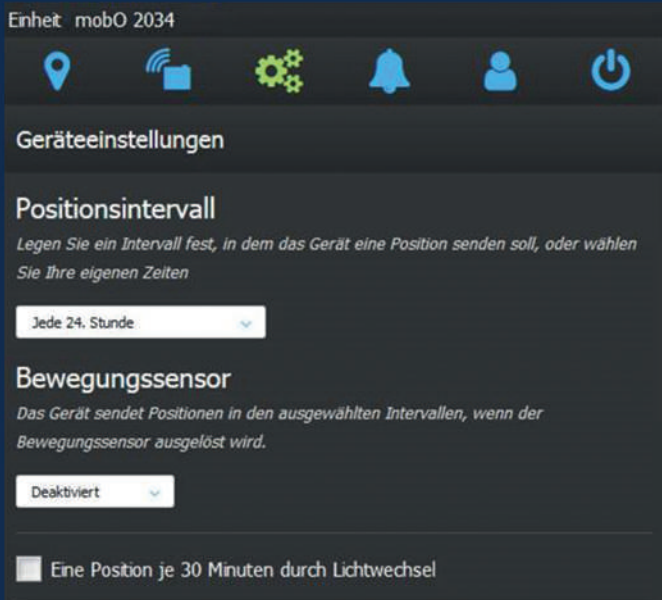 Einheit mobO 2034
Geräteeinstellungen
Positionsintervall
Legen Sie ein Intervall fest, in dem das Gerät eine Position senden soll, oder wählen
Sie Ihre eigenen Zeiten
Jede 24. Stunde
Bewegungssensor
Das Gerät sendet Positionen in den ausgewählten Intervallen, wenn der
Bewegungssensor ausgelöst wird.
Deaktiviert
Eine Position je 30 Minuten durch Lichtwechsel